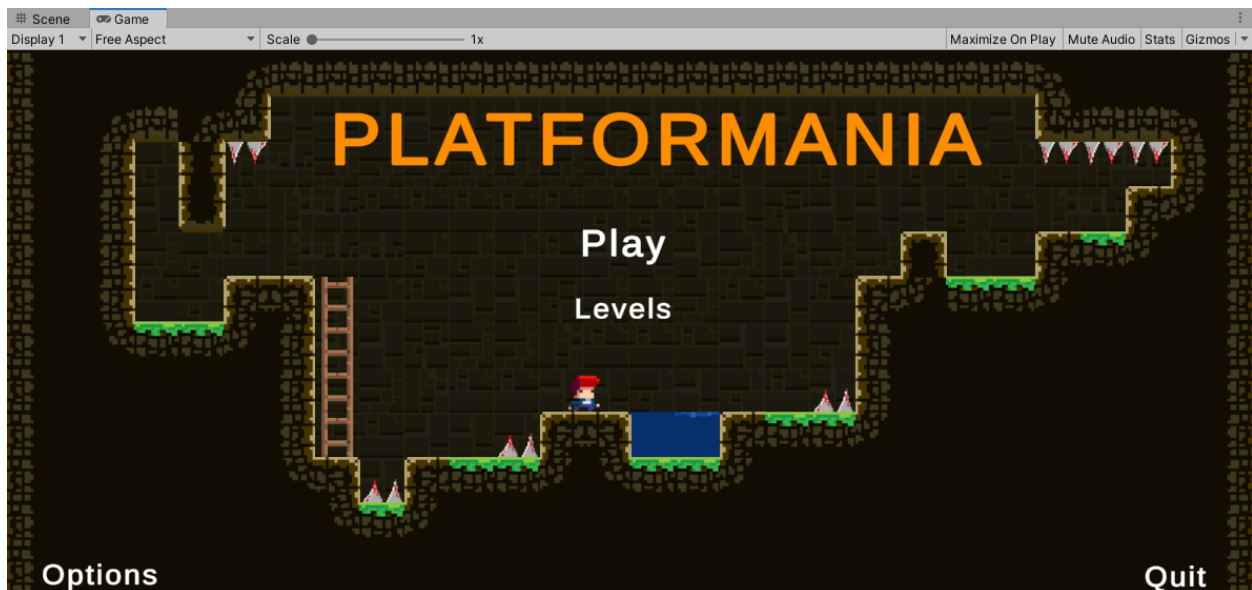 Scene Game
Display 1 Free Aspect Scale 1x Maximize On Play Mute Audio Stats Gizmos
PLATFORMANIA
Play
Levels
Options Quit